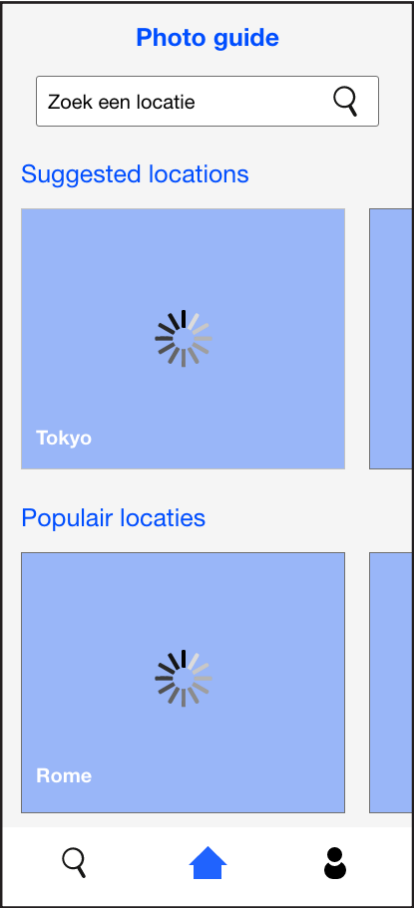 Photo guide
Zoek een locatie
Suggested locations
Tokyo
Populair locaties
Rome